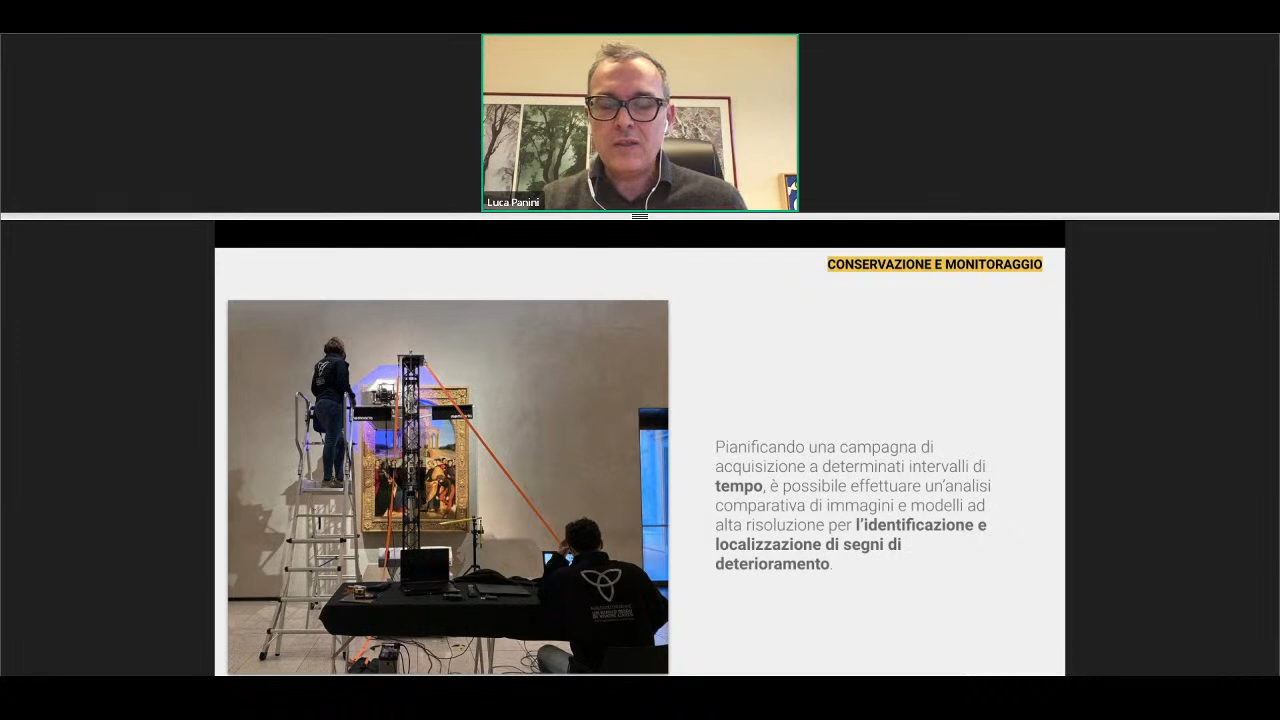 Luca Panini
CONSERVAZIONE E MONITORAGGIO
Pianificando una campagna di
acquisizione a determinati intervalli di
tempo, è possibile effettuare un'analisi
comparativa di immagini e modelli ad
alta risoluzione per l'identificazione e
localizzazione di segni di
deterioramento.